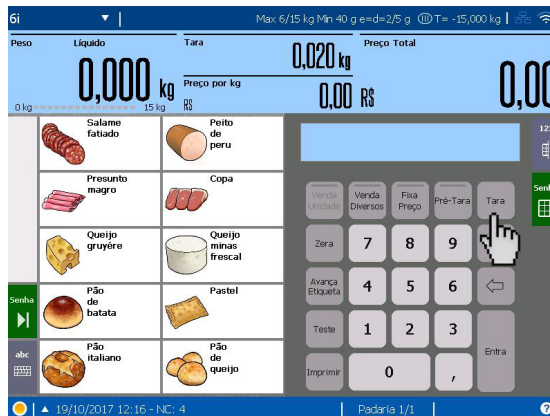 6i
Max 6/15 kg Min 40 g e=d=2/5 g T= -15,000 kg
Peso Líquido Tara Preço Total
0,000 kg
0,020 kg
Preço por kg
R$ 0,00 R$
0,00
0 kg 15 kg
Salame
fatiado
Peito
de
peru
Presunto
magro
Copa
Queijo
gruyére
Queijo
minas
frescal
Pão
de
batata
Pastel
Pão
italiano
Pão
de
queijo
Senha
abc
Venda
Unidade
Venda
Diversos
Fixa
Preço
Pré-Tara
Tara
Zera 7 8 9
Avança
Etiqueta
4 5 6
Teste 1 2 3
Entra
Imprimir 0 ,
19/10/2017 12:16 - NC: 4
Padaria 1/1
?